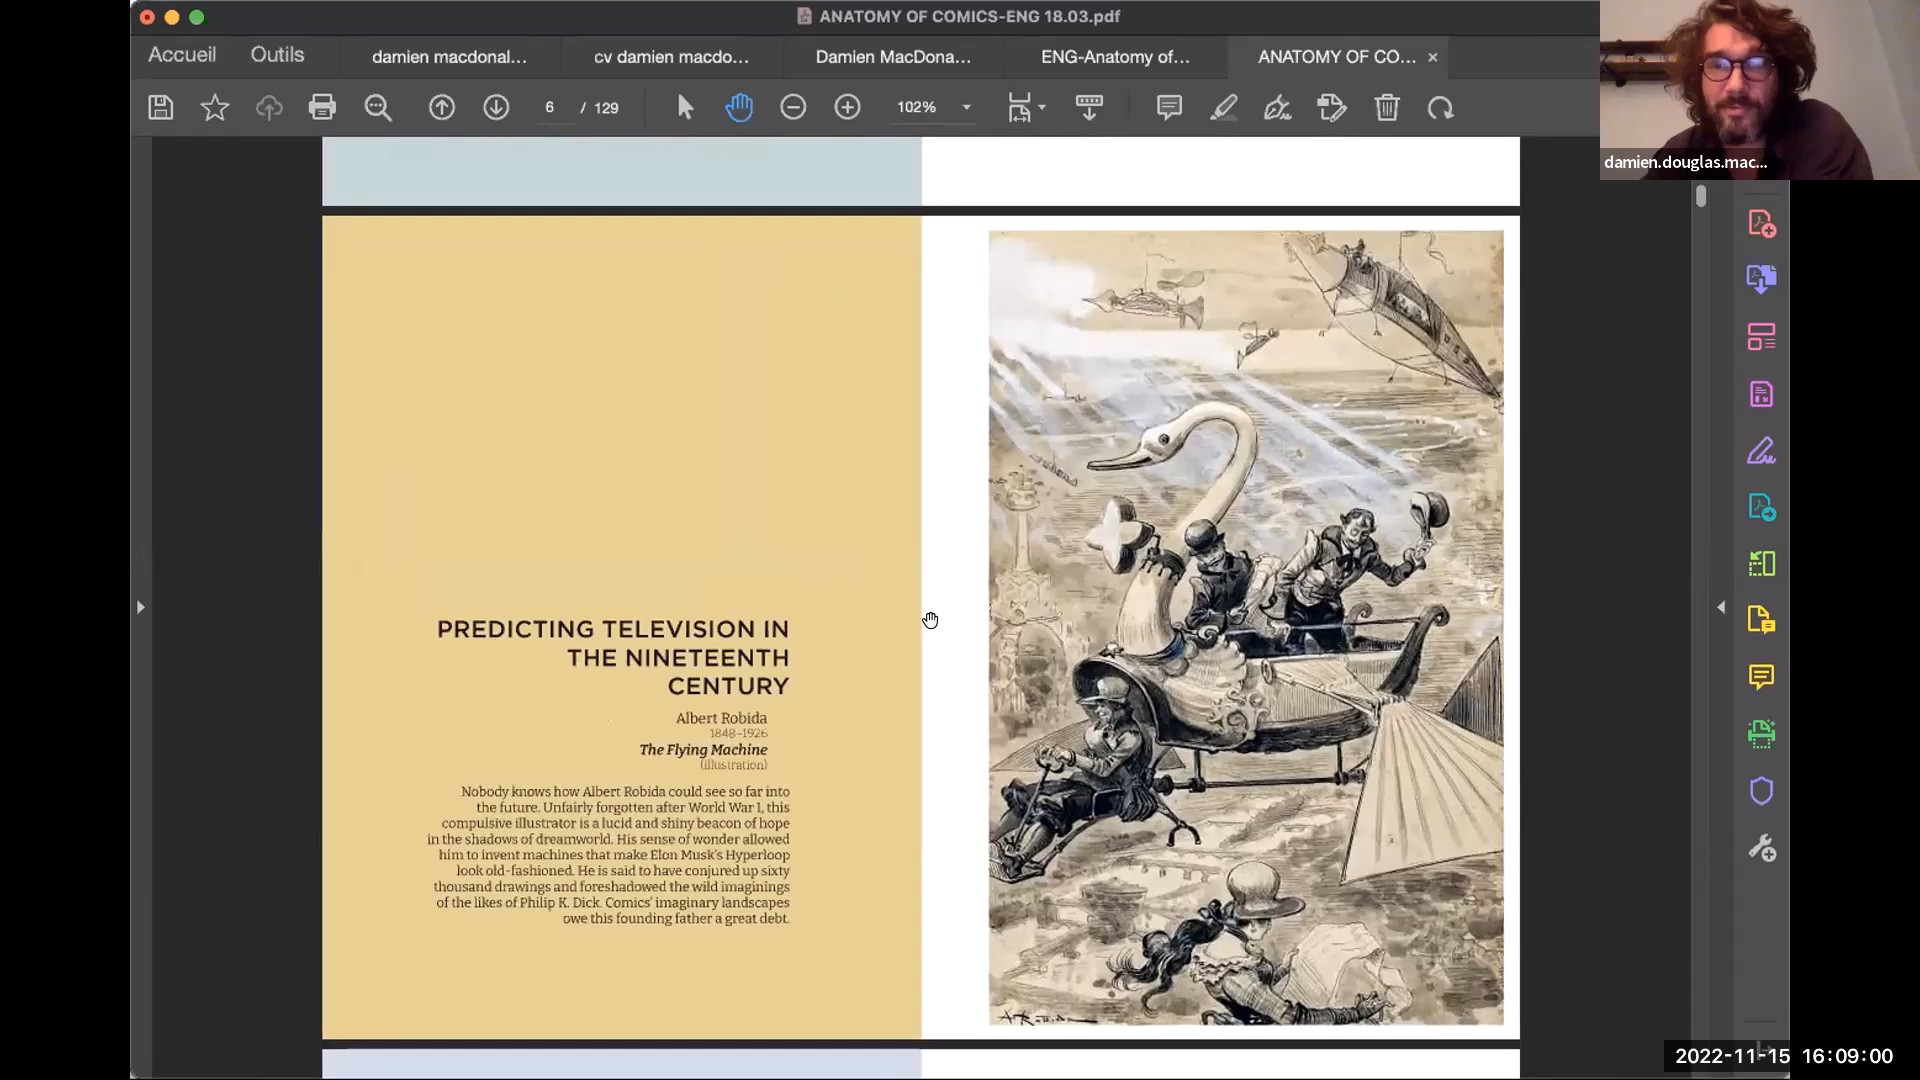 ANATOMY OF COMICS-ENG 18.03.pdf
Accueil
Outils
damien macdonal...
cv damien macdo...
Damien MacDona...
ENG-Anatomy of...
ANATOMY OF CO...
6 / 129
102%
damien.douglas.mac...
PREDICTING TELEVISION IN
THE NINETEENTH
CENTURY
Albert Robida
1848–1926
The Flying Machine
(illustration)
Nobody knows how Albert Robida could see so far into
the future. Unfairly forgotten after World War I, this
compulsive illustrator is a lucid and shiny beacon of hope
in the shadows of dreamworld. His sense of wonder allowed
him to invent machines that make Elon Musk's Hyperloop
look old-fashioned. He is said to have conjured up sixty
thousand drawings and foreshadowed the wild imaginings
of the likes of Philip K. Dick. Comics' imaginary landscapes
owe this founding father a great debt.
A. Robida
2022-11-15 16:09:00